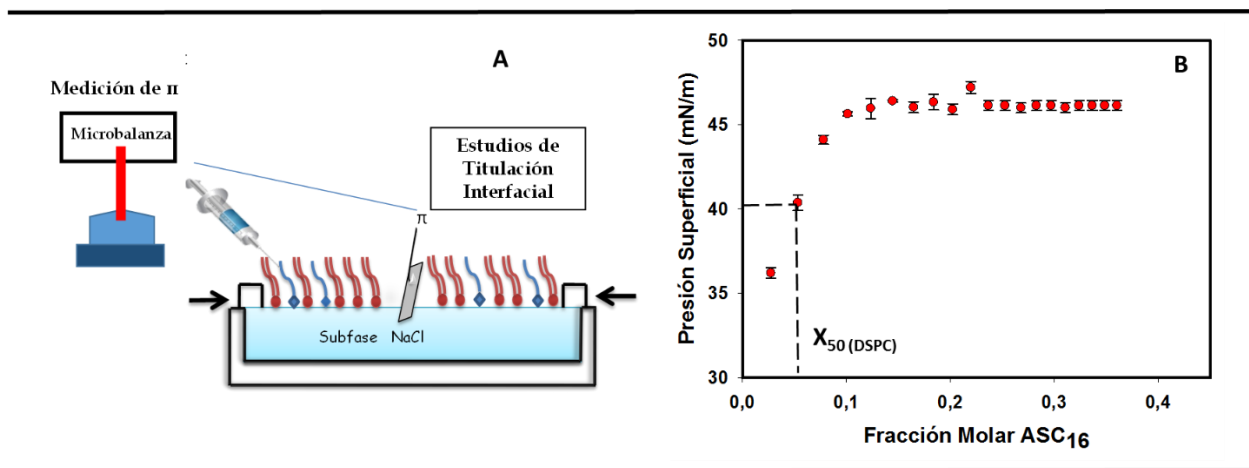 A
Medición de π
Microbalanza
Estudios de
Titulación
Interfacial
π
Subfase NaCl
B
Presión Superficial (mN/m)
50
45
40
35
30
X50 (DSPC)
0,0
0,1
0,2
0,3
0,4
Fracción Molar ASC16